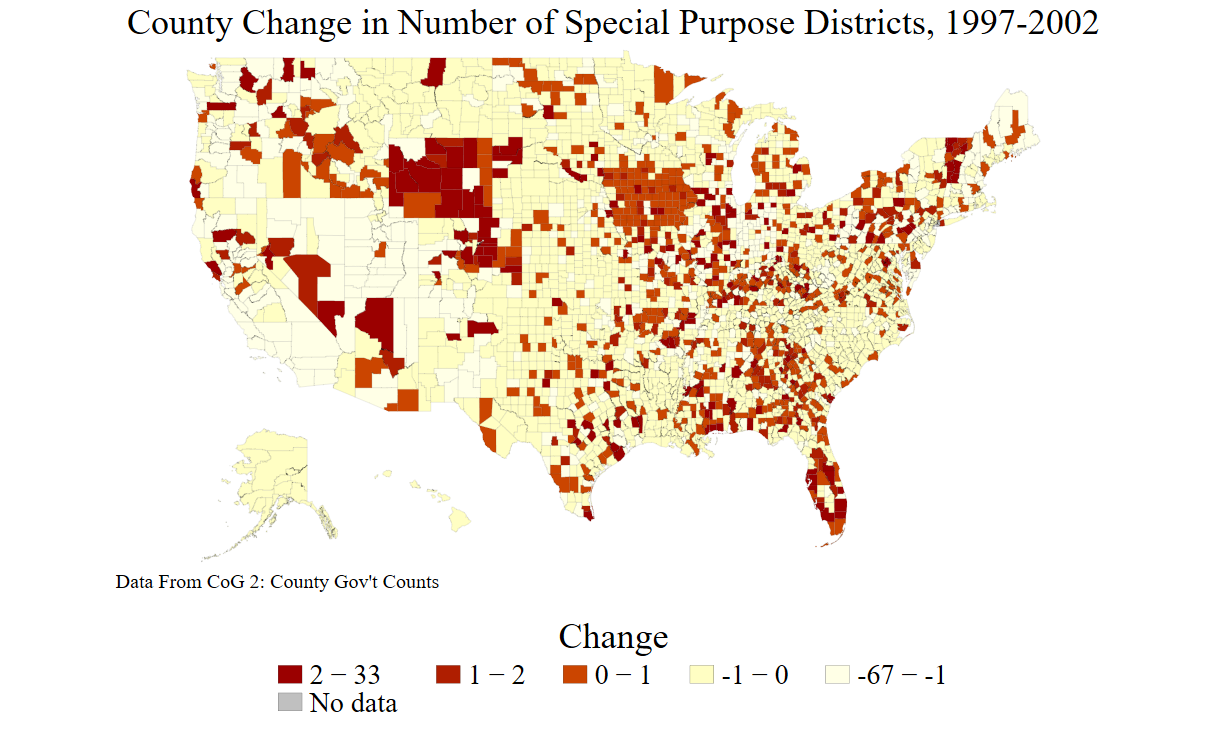 County Change in Number of Special Purpose Districts, 1997-2002
Data From CoG 2: County Gov't Counts
Change
2 − 33 1 − 2 0 − 1 -1 − 0 -67 − -1
No data